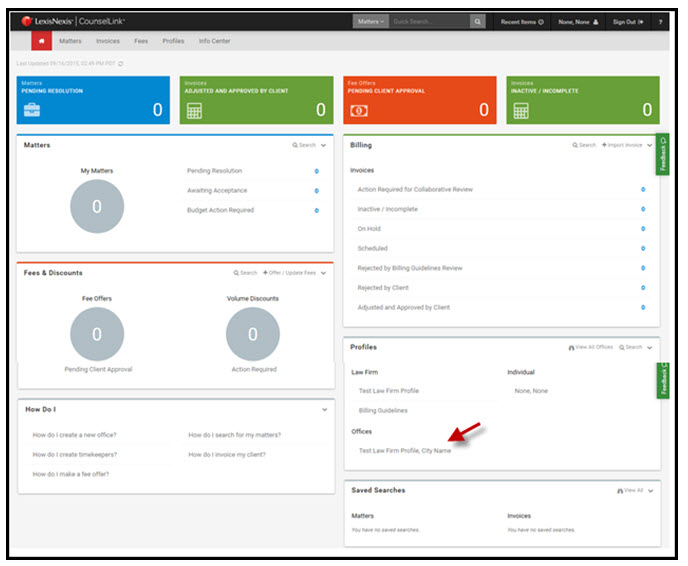 LexisNexis® | CounselLink®
Matters Quick Search... Recent Items None, None Sign Out ?
Matters Invoices Fees Profiles Info Center
Last Updated 09/16/2015, 02:49 PM PDT
Matters
PENDING RESOLUTION
0
Invoices
ADJUSTED AND APPROVED BY CLIENT
0
Fee Offers
PENDING CLIENT APPROVAL
0
Invoices
INACTIVE / INCOMPLETE
0
Matters Search
My Matters
0
Pending Resolution 0
Awaiting Acceptance 0
Budget Action Required 0
Billing Search + Import Invoice
Feedback
Invoices
Action Required for Collaborative Review 0
Inactive / Incomplete 0
On Hold 0
Scheduled 0
Rejected by Billing Guidelines Review 0
Rejected by Client 0
Adjusted and Approved by Client 0
Fees & Discounts Search + Offer / Update Fees
Fee Offers Volume Discounts
0 0
Pending Client Approval Action Required
Profiles View All Offices Search
Feedback
Law Firm Individual
Test Law Firm Profile None, None
Billing Guidelines
Offices
Test Law Firm Profile, City Name
How Do I
How do I create a new office? How do I search for my matters?
How do I create timekeepers? How do I invoice my client?
How do I make a fee offer?
Saved Searches View All
Matters Invoices
You have no saved searches. You have no saved searches.